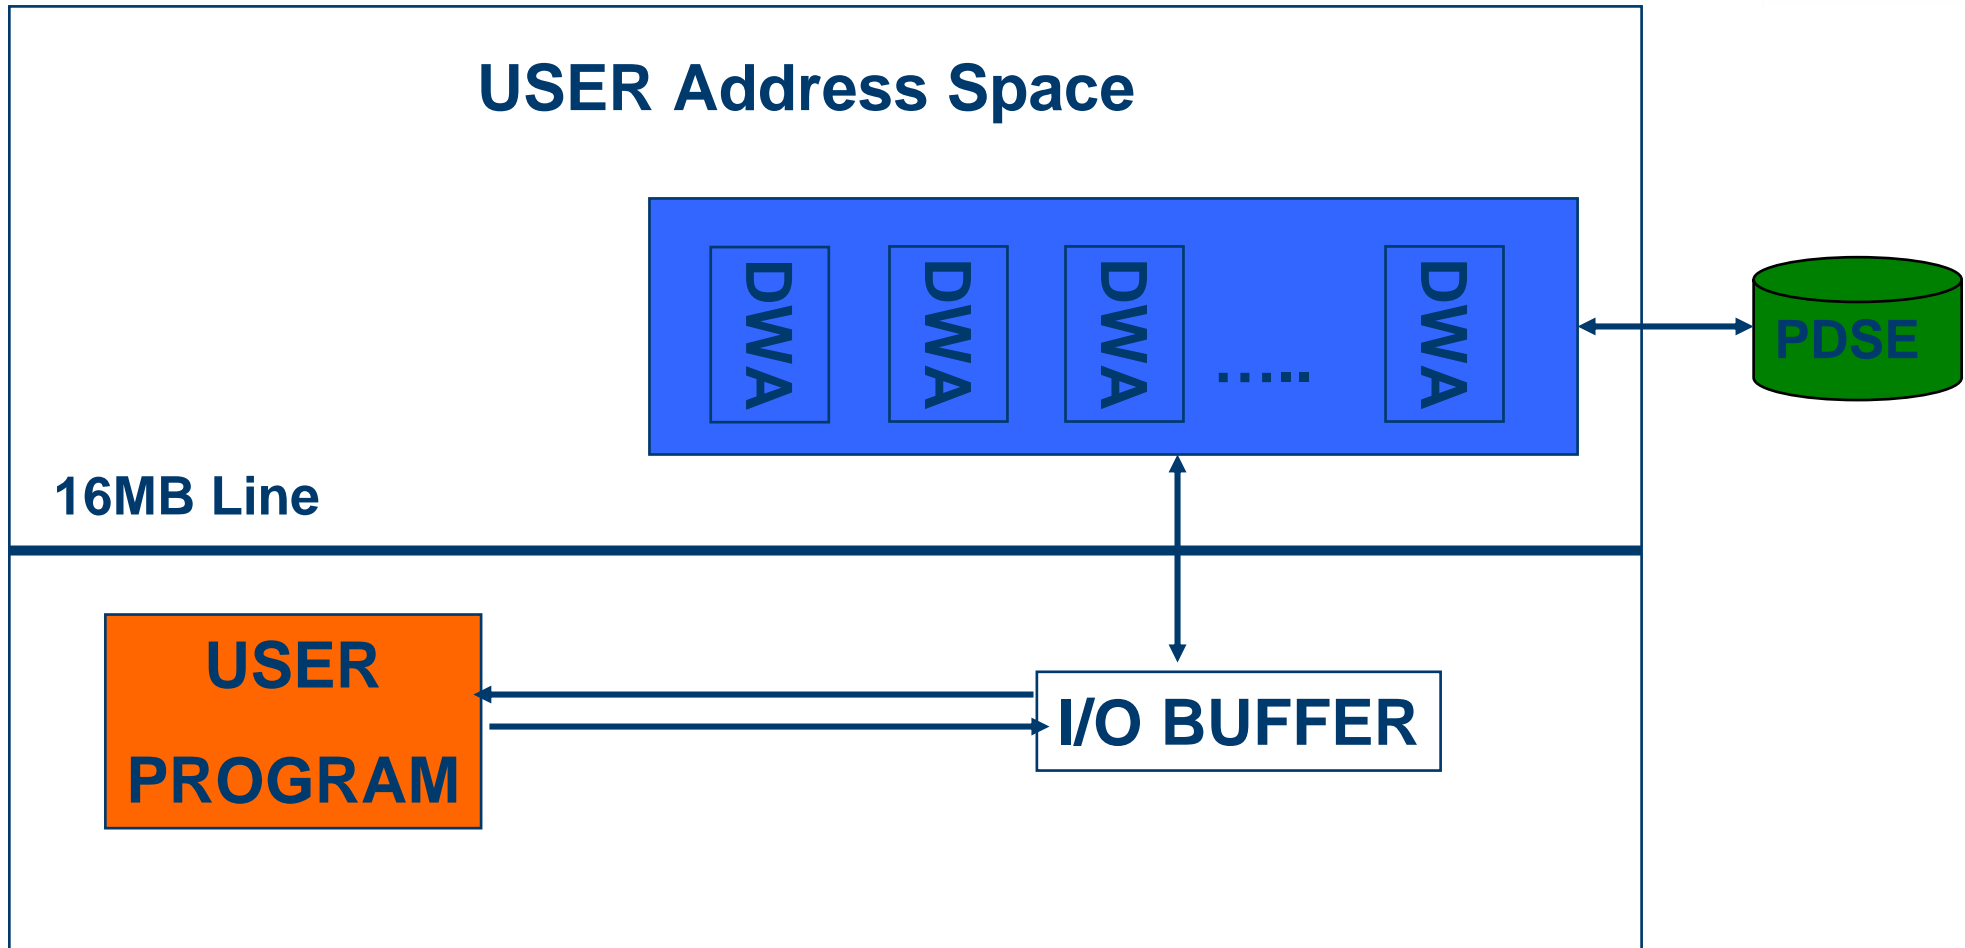 USER Address Space
DWA
DWA
DWA
......
DWA
PDSE
16MB Line
USER
PROGRAM
I/O BUFFER